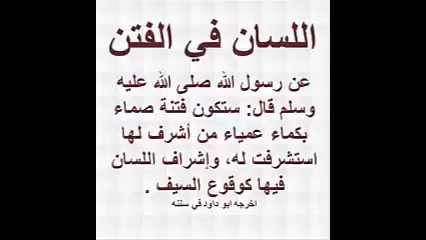 اللسان في الفتن
عن رسول الله صلى الله عليه
وسلم قال: ستكون فتنة صماء
بكماء عمياء من أشرف لها
استشرفت له، وإشراف اللسان
فيها كوقوع السيف .
اخرجه ابو داود في سننه